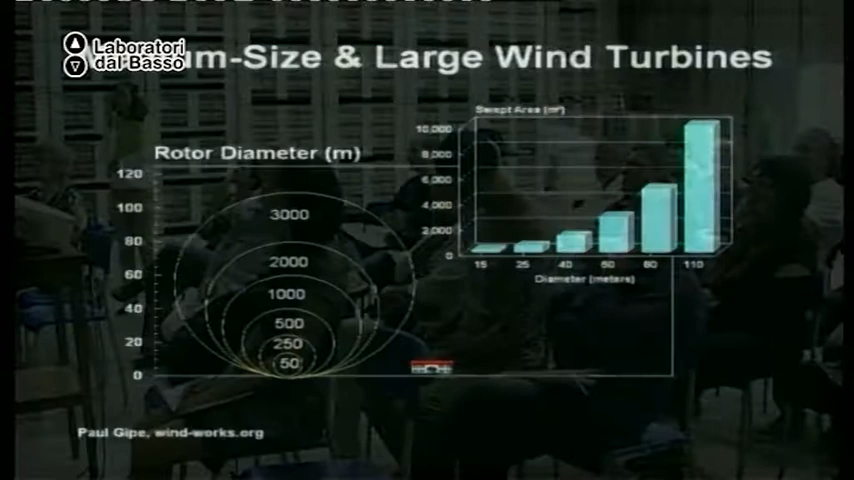 Laboratori
dal Basso
um-Size & Large Wind Turbines
Swept Area (m²)
10,000
8,000
6,000
4,000
2,000
0
15 25 40 60 80 110
Diameter (meters)
Rotor Diameter (m)
120
100
80
60
40
20
0
3000
2000
1000
500
250
50
Paul Gipe, wind-works.org